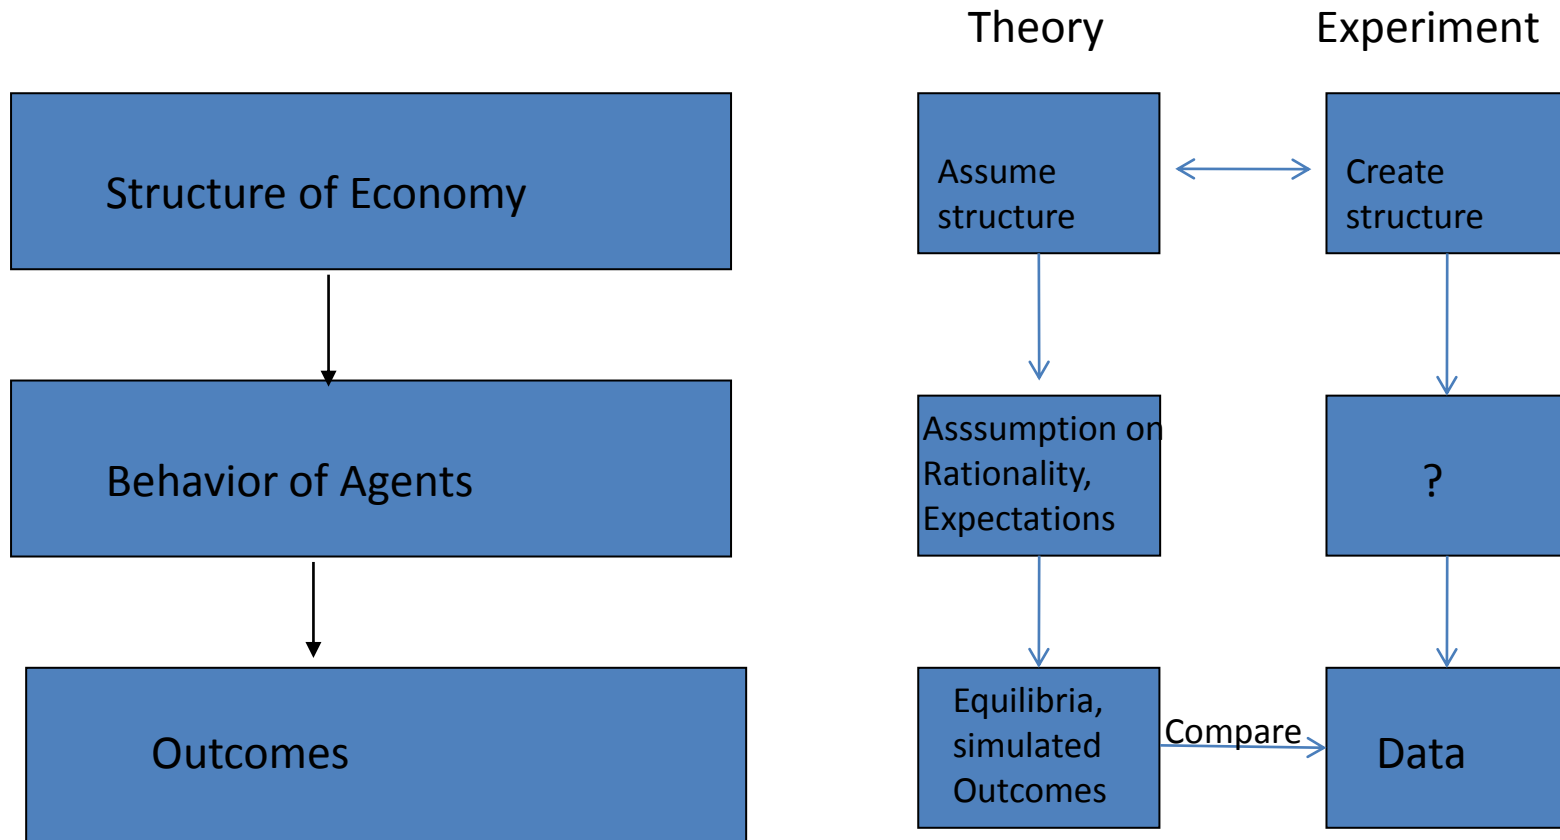 Theory
Experiment
Structure of Economy
Assume
structure
Create
structure
Behavior of Agents
Asssumption on
Rationality,
Expectations
?
Outcomes
Equilibria,
simulated
Outcomes
Compare
Data